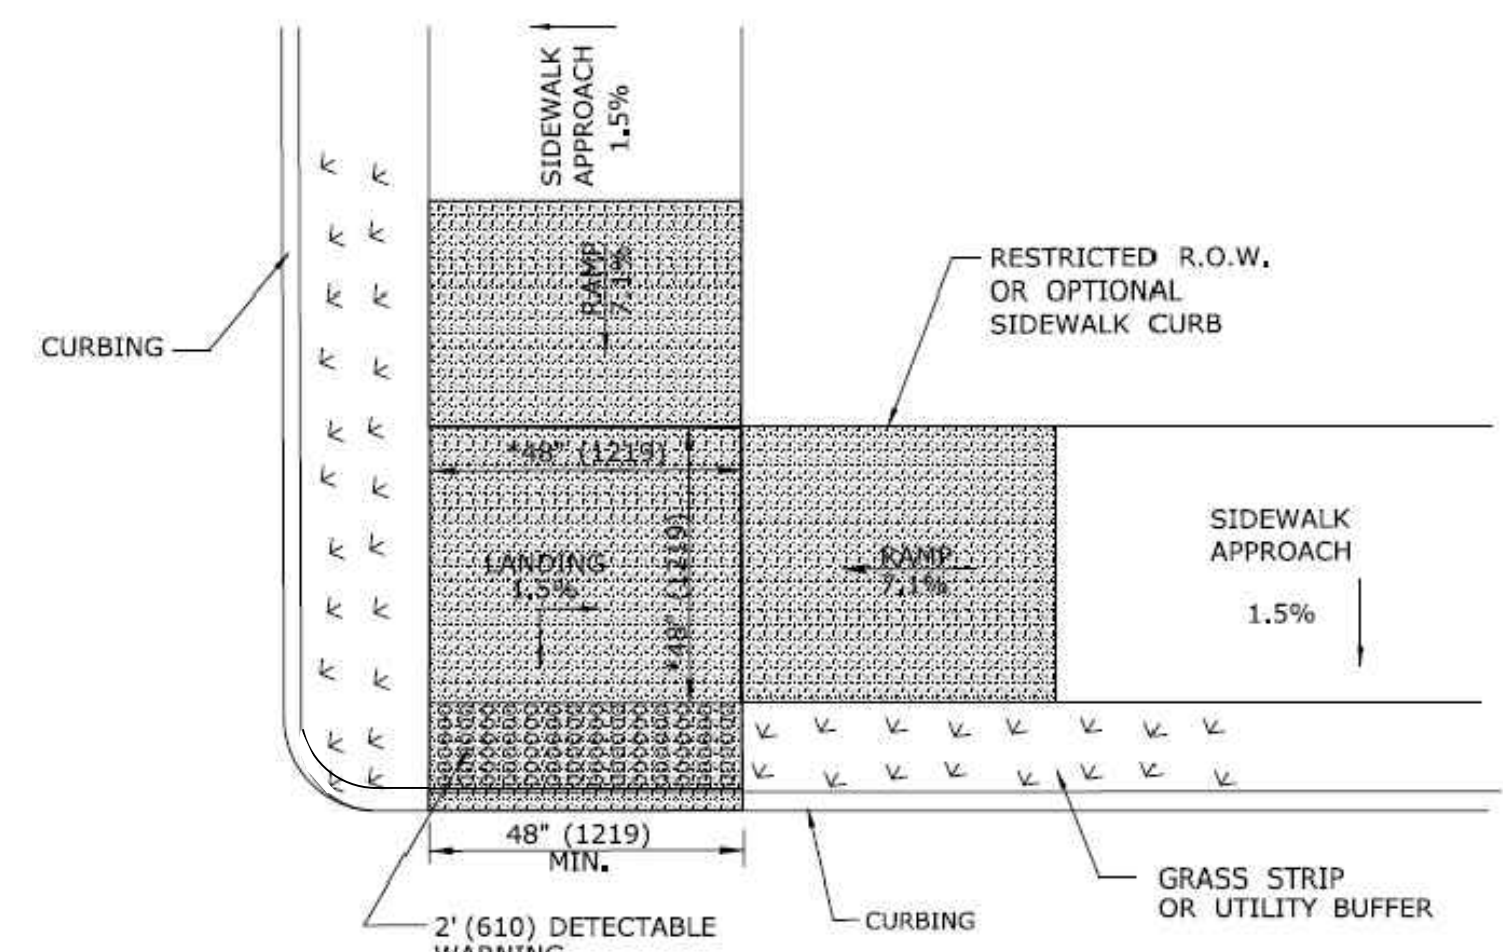 SIDEWALK
APPROACH
1.5%
RAMP
7.1%
RESTRICTED R.O.W.
OR OPTIONAL
SIDEWALK CURB
CURBING
*48" (1219)
*48" (1219)
LANDING
1.5%
RAMP
7.1%
SIDEWALK
APPROACH
1.5%
48" (1219)
MIN.
GRASS STRIP
OR UTILITY BUFFER
CURBING
2' (610) DETECTABLE
WARNING